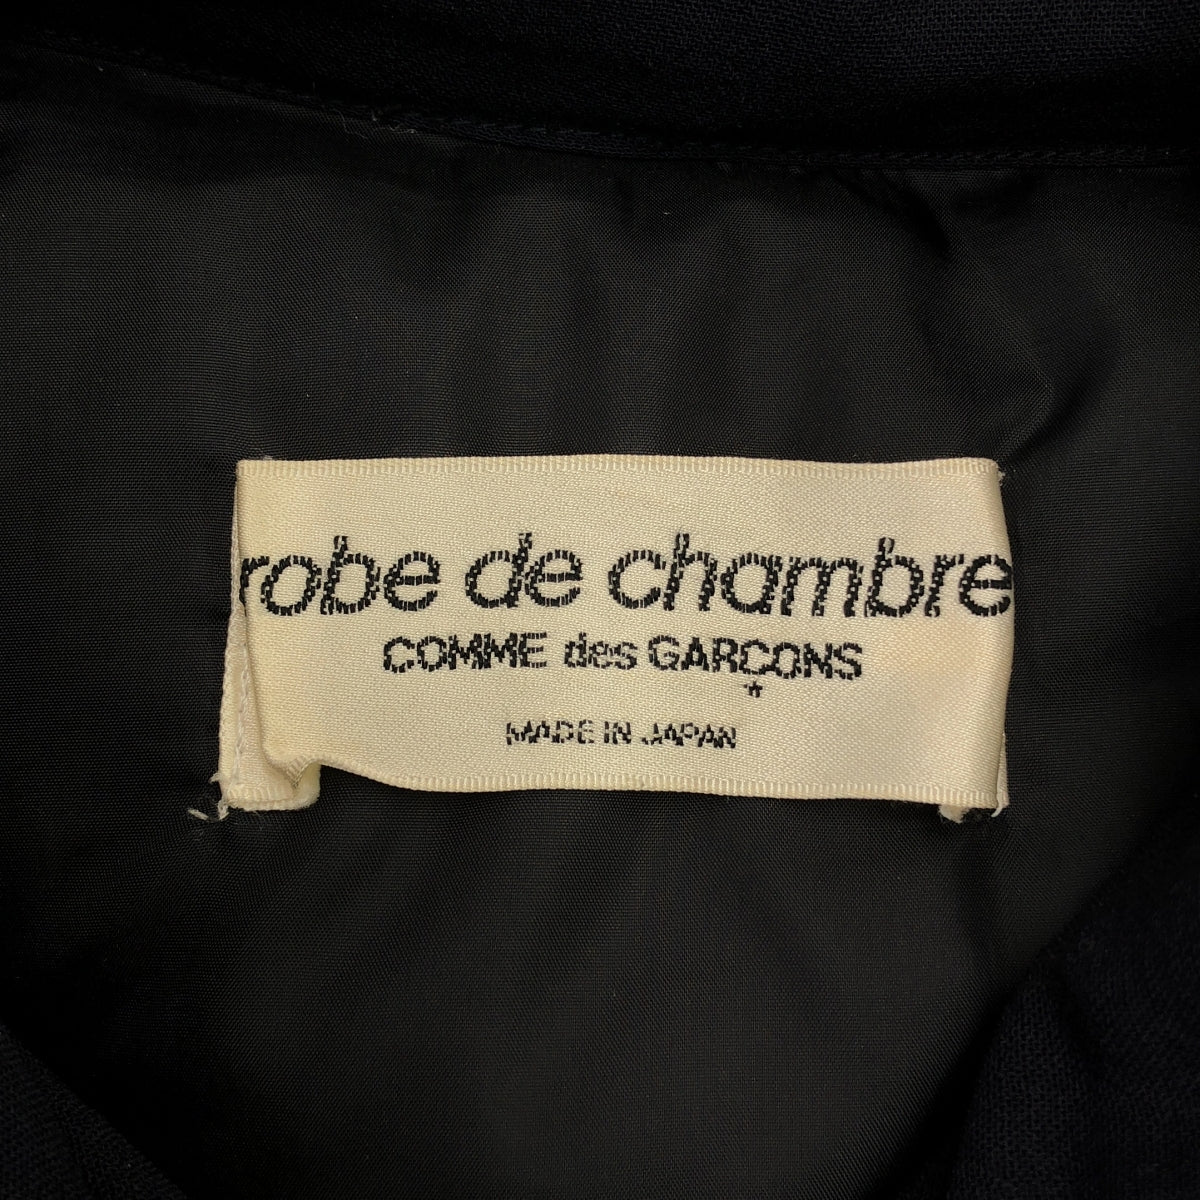 robe de chambre
COMME des GARÇONS
MADE IN JAPAN